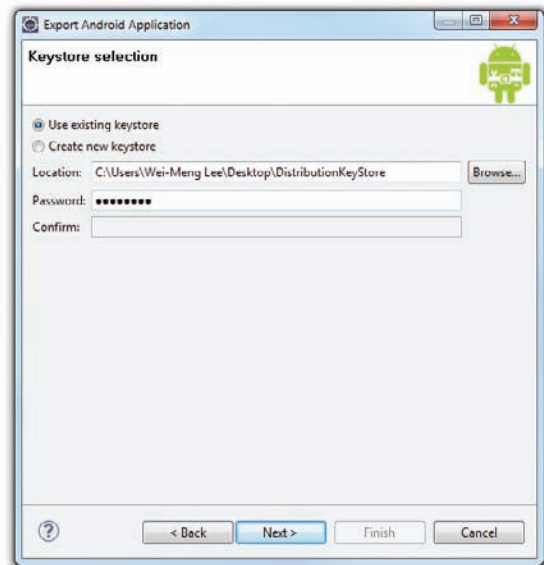 Export Android Application
Keystore selection
Use existing keystore
Create new keystore
Location: C:\Users\Wei-Meng Lee\Desktop\DistributionKeyStore Browse...
Password: ●●●●●●●●
Confirm:
? < Back Next > Finish Cancel